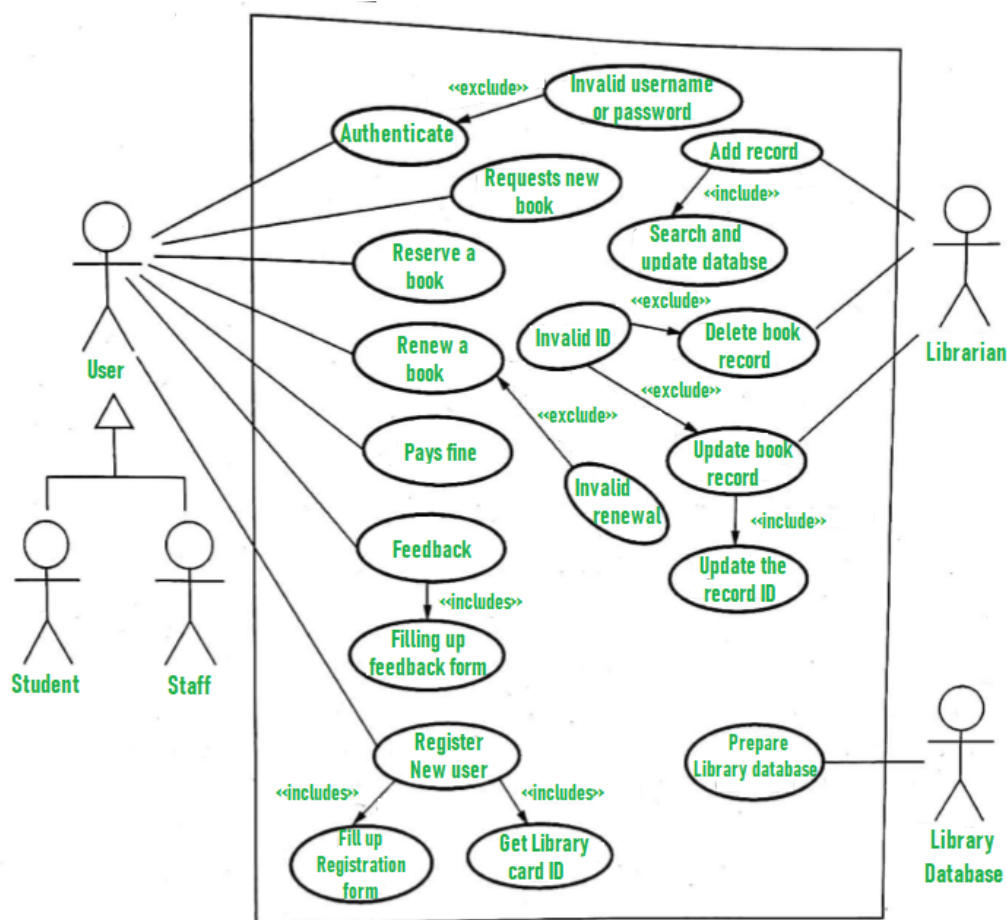 Invalid username
or password
«exclude»
Authenticate
Add record
Requests new
book
«include»
Search and
update databse
Reserve a
book
«exclude»
Invalid ID
Delete book
record
User
Renew a
book
Librarian
«exclude»
«exclude»
Pays fine
Update book
record
Invalid
renewal
«include»
Feedback
Update the
record ID
«includes»
Filling up
feedback form
Student
Staff
Register
New user
Prepare
Library database
«includes»
«includes»
Fill up
Registration
form
Get Library
card ID
Library
Database